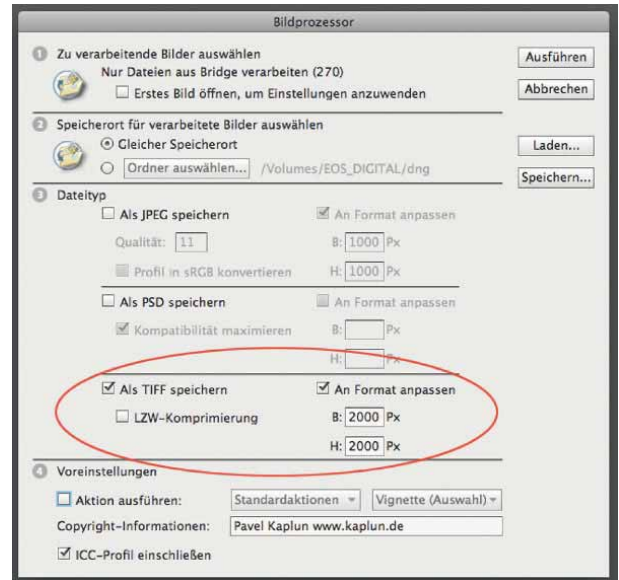 Bildprozessor
1 Zu verarbeitende Bilder auswählen
Nur Dateien aus Bridge verarbeiten (270)
Erstes Bild öffnen, um Einstellungen anzuwenden
Ausführen
Abbrechen
2 Speicherort für verarbeitete Bilder auswählen
Gleicher Speicherort
Ordner auswählen... /Volumes/EOS_DIGITAL/dng
Laden...
Speichern...
3 Dateityp
Als JPEG speichern An Format anpassen
Qualität: 11 B: 1000 Px
Profil in sRGB konvertieren H: 1000 Px
Als PSD speichern An Format anpassen
Kompatibilität maximieren B: Px
H: Px
Als TIFF speichern An Format anpassen
LZW-Komprimierung B: 2000 Px
H: 2000 Px
4 Voreinstellungen
Aktion ausführen: Standardaktionen Vignette (Auswahl)
Copyright-Informationen: Pavel Kaplun www.kaplun.de
ICC-Profil einschließen